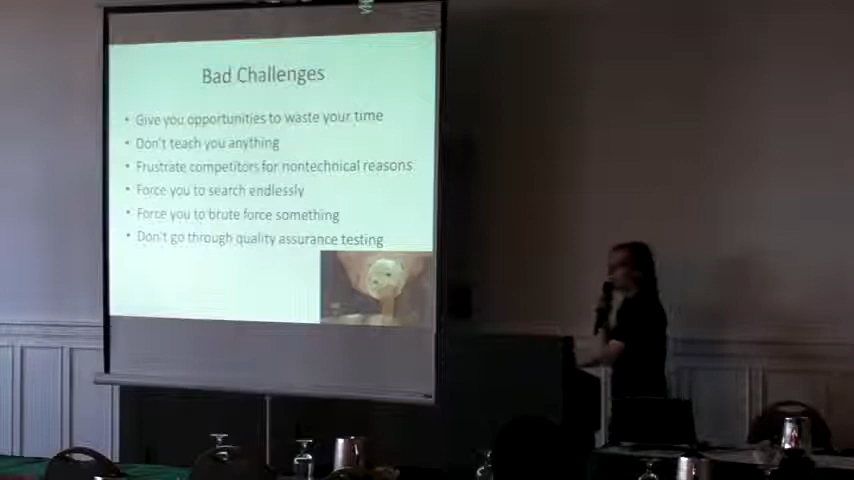 Bad Challenges
• Give you opportunities to waste your time
• Don't teach you anything
• Frustrate competitors for nontechnical reasons
• Force you to search endlessly
• Force you to brute force something
• Don't go through quality assurance testing